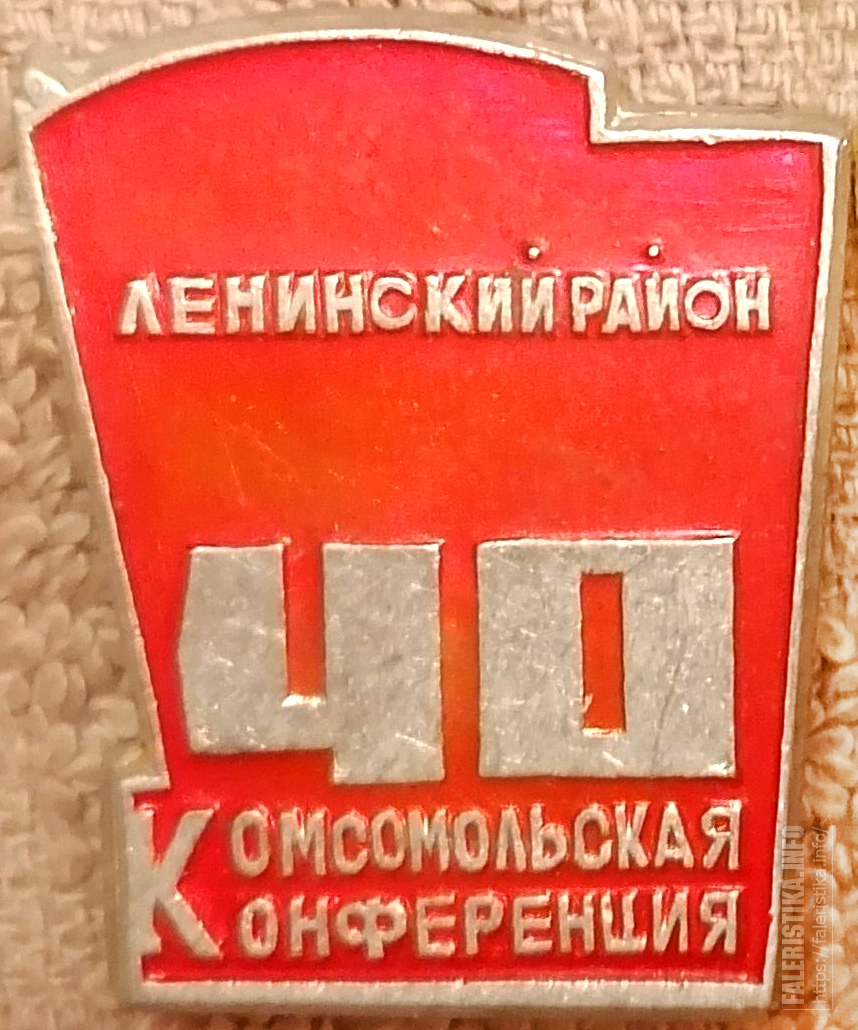 ЛЕНИНСКИЙ РАЙОН
40
КОМСОМОЛЬСКАЯ
КОНФЕРЕНЦИЯ
FALERISTIKA.INFO
https://faleristika.info/